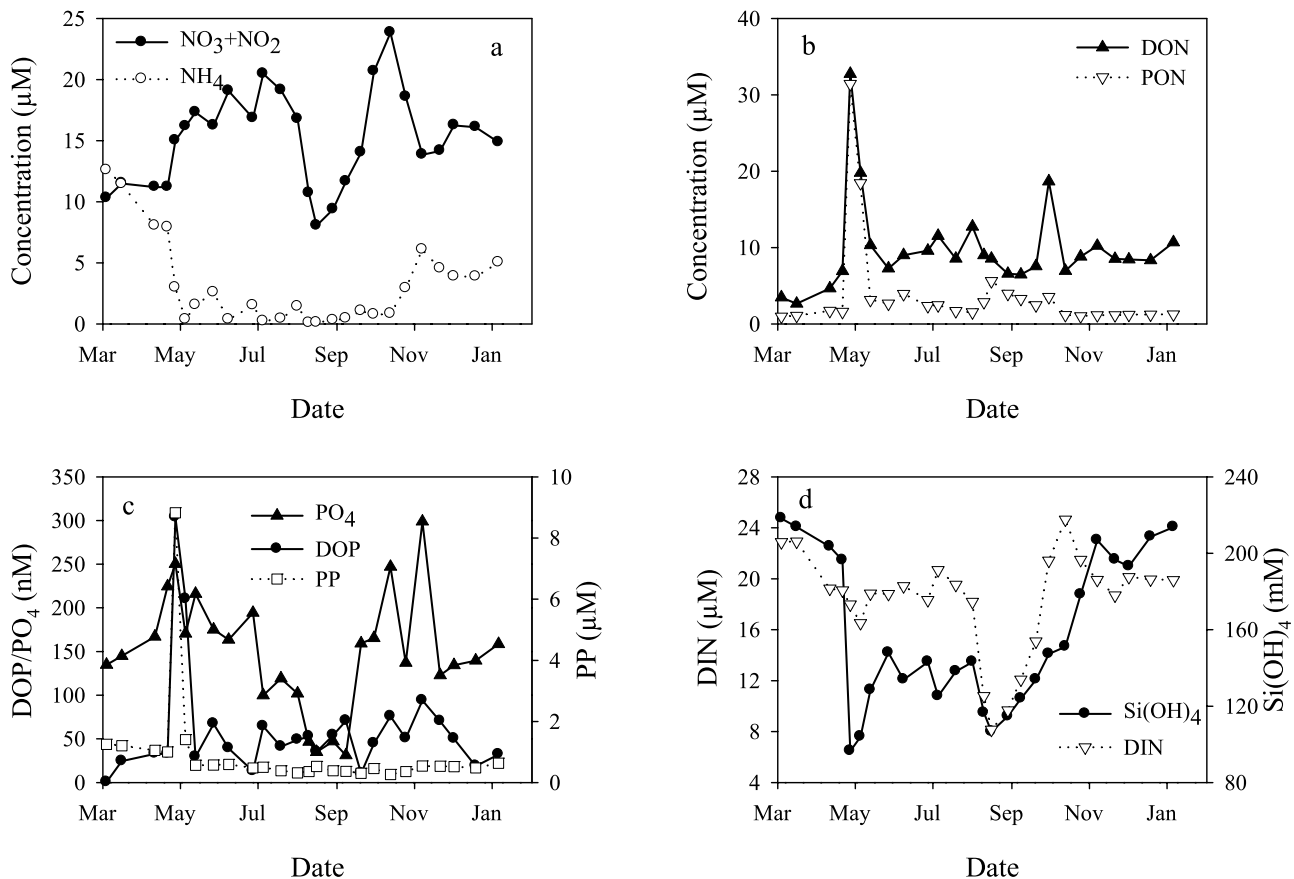 25
20
15
10
5
0
Concentration (μM)
NO3+NO2
NH4
a
Mar May Jul Sep Nov Jan
Date
40
30
20
10
0
Concentration (μM)
b
DON
PON
Mar May Jul Sep Nov Jan
Date
350
300
250
200
150
100
50
0
DOP/PO4 (nM)
c
PO4
DOP
PP
10
8
6
4
2
0
PP (μM)
Mar May Jul Sep Nov Jan
Date
28
24
20
16
12
8
4
DIN (μM)
d
Si(OH)4
DIN
240
200
160
120
80
Si(OH)4 (mM)
Mar May Jul Sep Nov Jan
Date